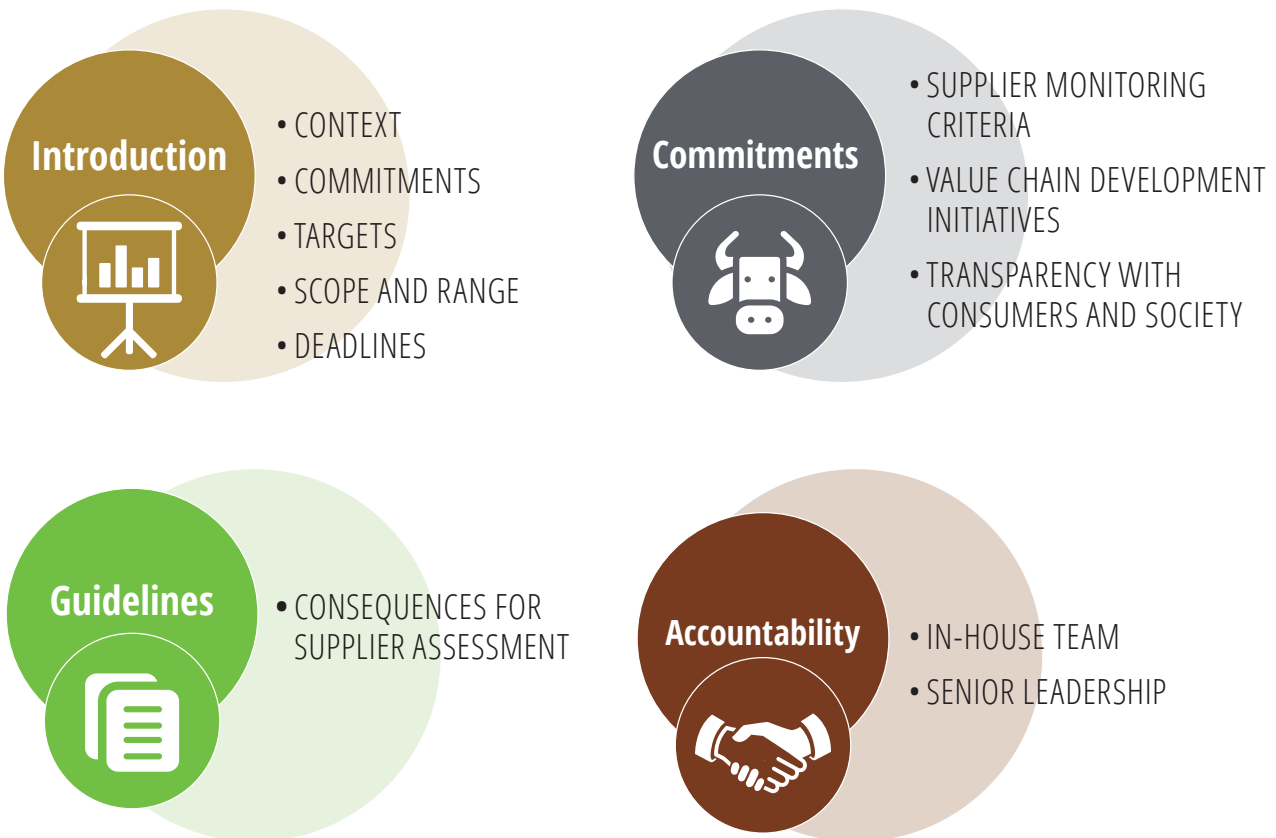 Introduction
• CONTEXT
• COMMITMENTS
• TARGETS
• SCOPE AND RANGE
• DEADLINES
Commitments
• SUPPLIER MONITORING
CRITERIA
• VALUE CHAIN DEVELOPMENT
INITIATIVES
• TRANSPARENCY WITH
CONSUMERS AND SOCIETY
Guidelines
• CONSEQUENCES FOR
SUPPLIER ASSESSMENT
Accountability
• IN-HOUSE TEAM
• SENIOR LEADERSHIP